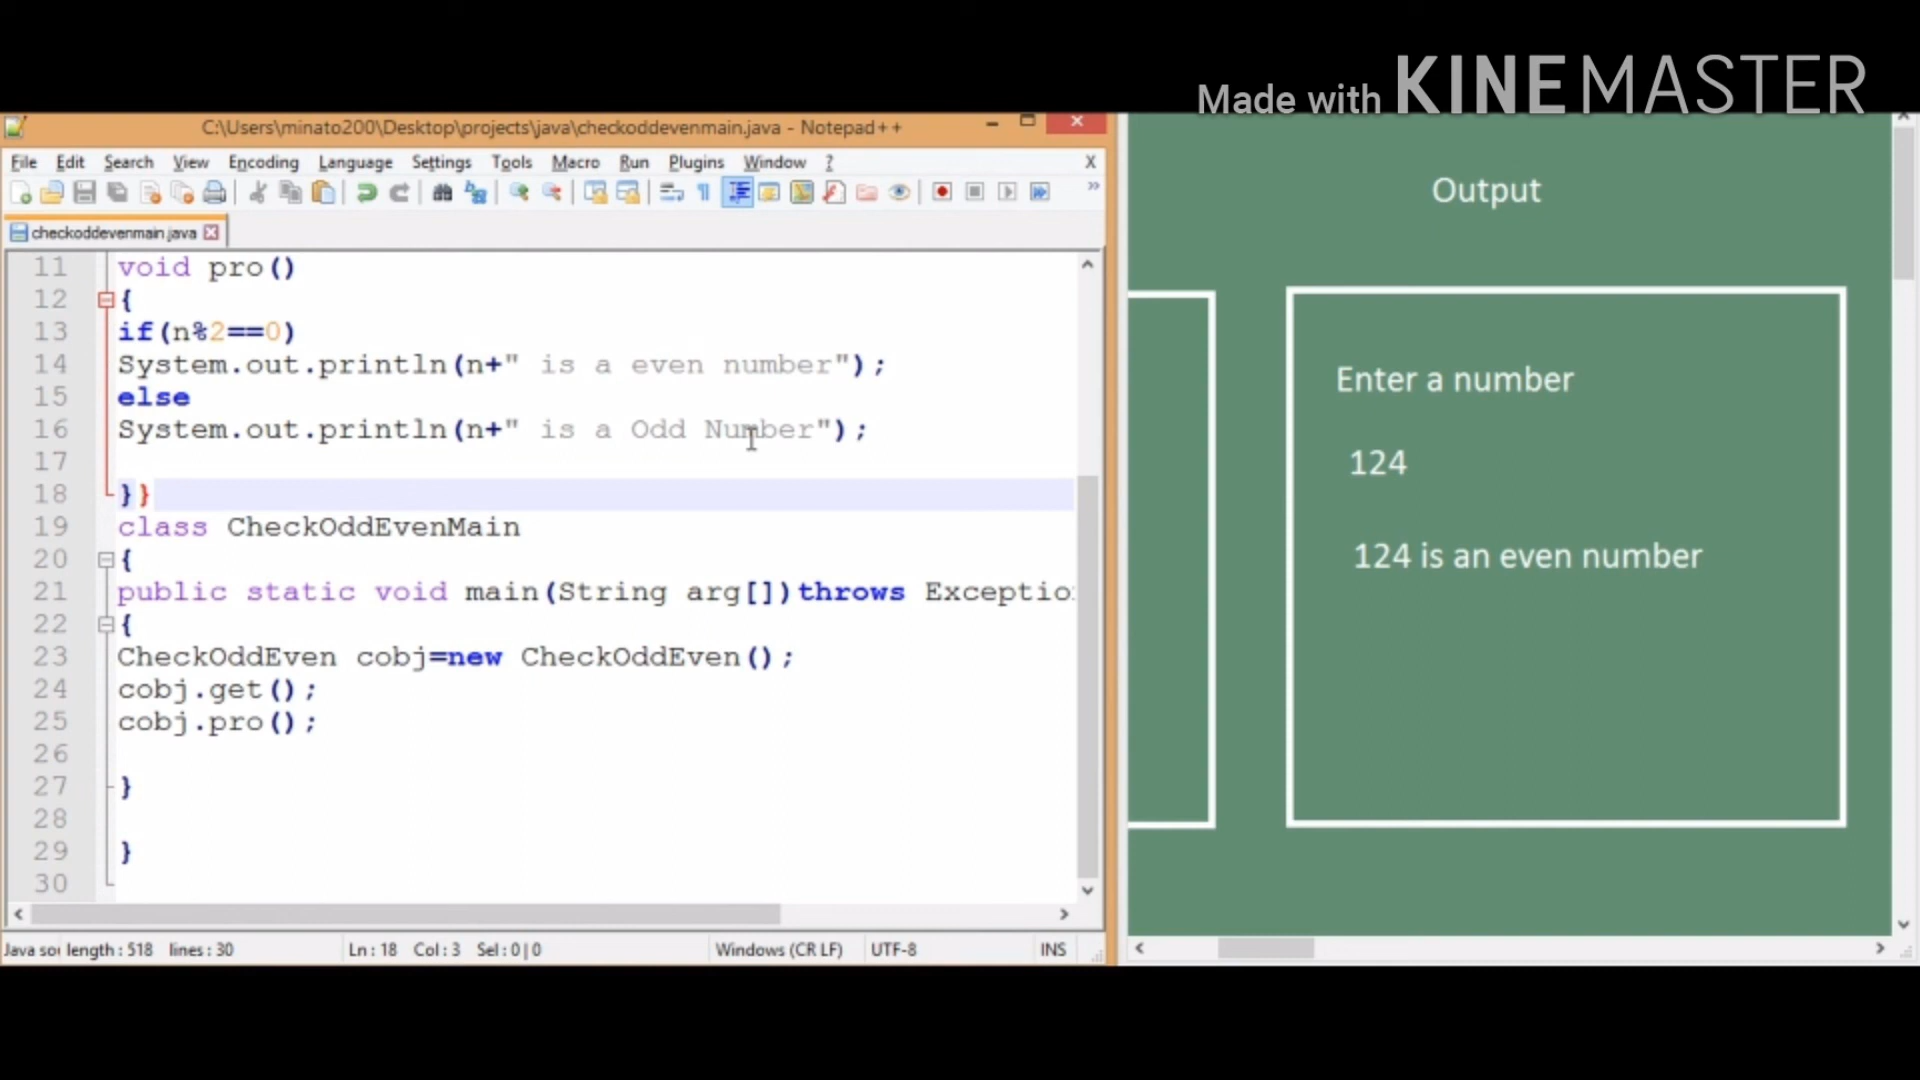 Made with KINEMASTER
C:\Users\minato200\Desktop\projects\java\checkoddevenmain.java - Notepad++
File Edit Search View Encoding Language Settings Tools Macro Run Plugins Window ? X
checkoddevenmain.java
11 void pro()
12 {
13 if(n%2==0)
14 System.out.println(n+" is a even number");
15 else
16 System.out.println(n+" is a Odd Number");
17
18 }}
19 class CheckOddEvenMain
20 {
21 public static void main(String arg[])throws Exceptio
22 {
23 CheckOddEven cobj=new CheckOddEven();
24 cobj.get();
25 cobj.pro();
26
27 }
28
29 }
30
Java so length : 518 lines : 30 Ln : 18 Col : 3 Sel : 0 | 0 Windows (CR LF) UTF-8 INS
Output
Enter a number
124
124 is an even number